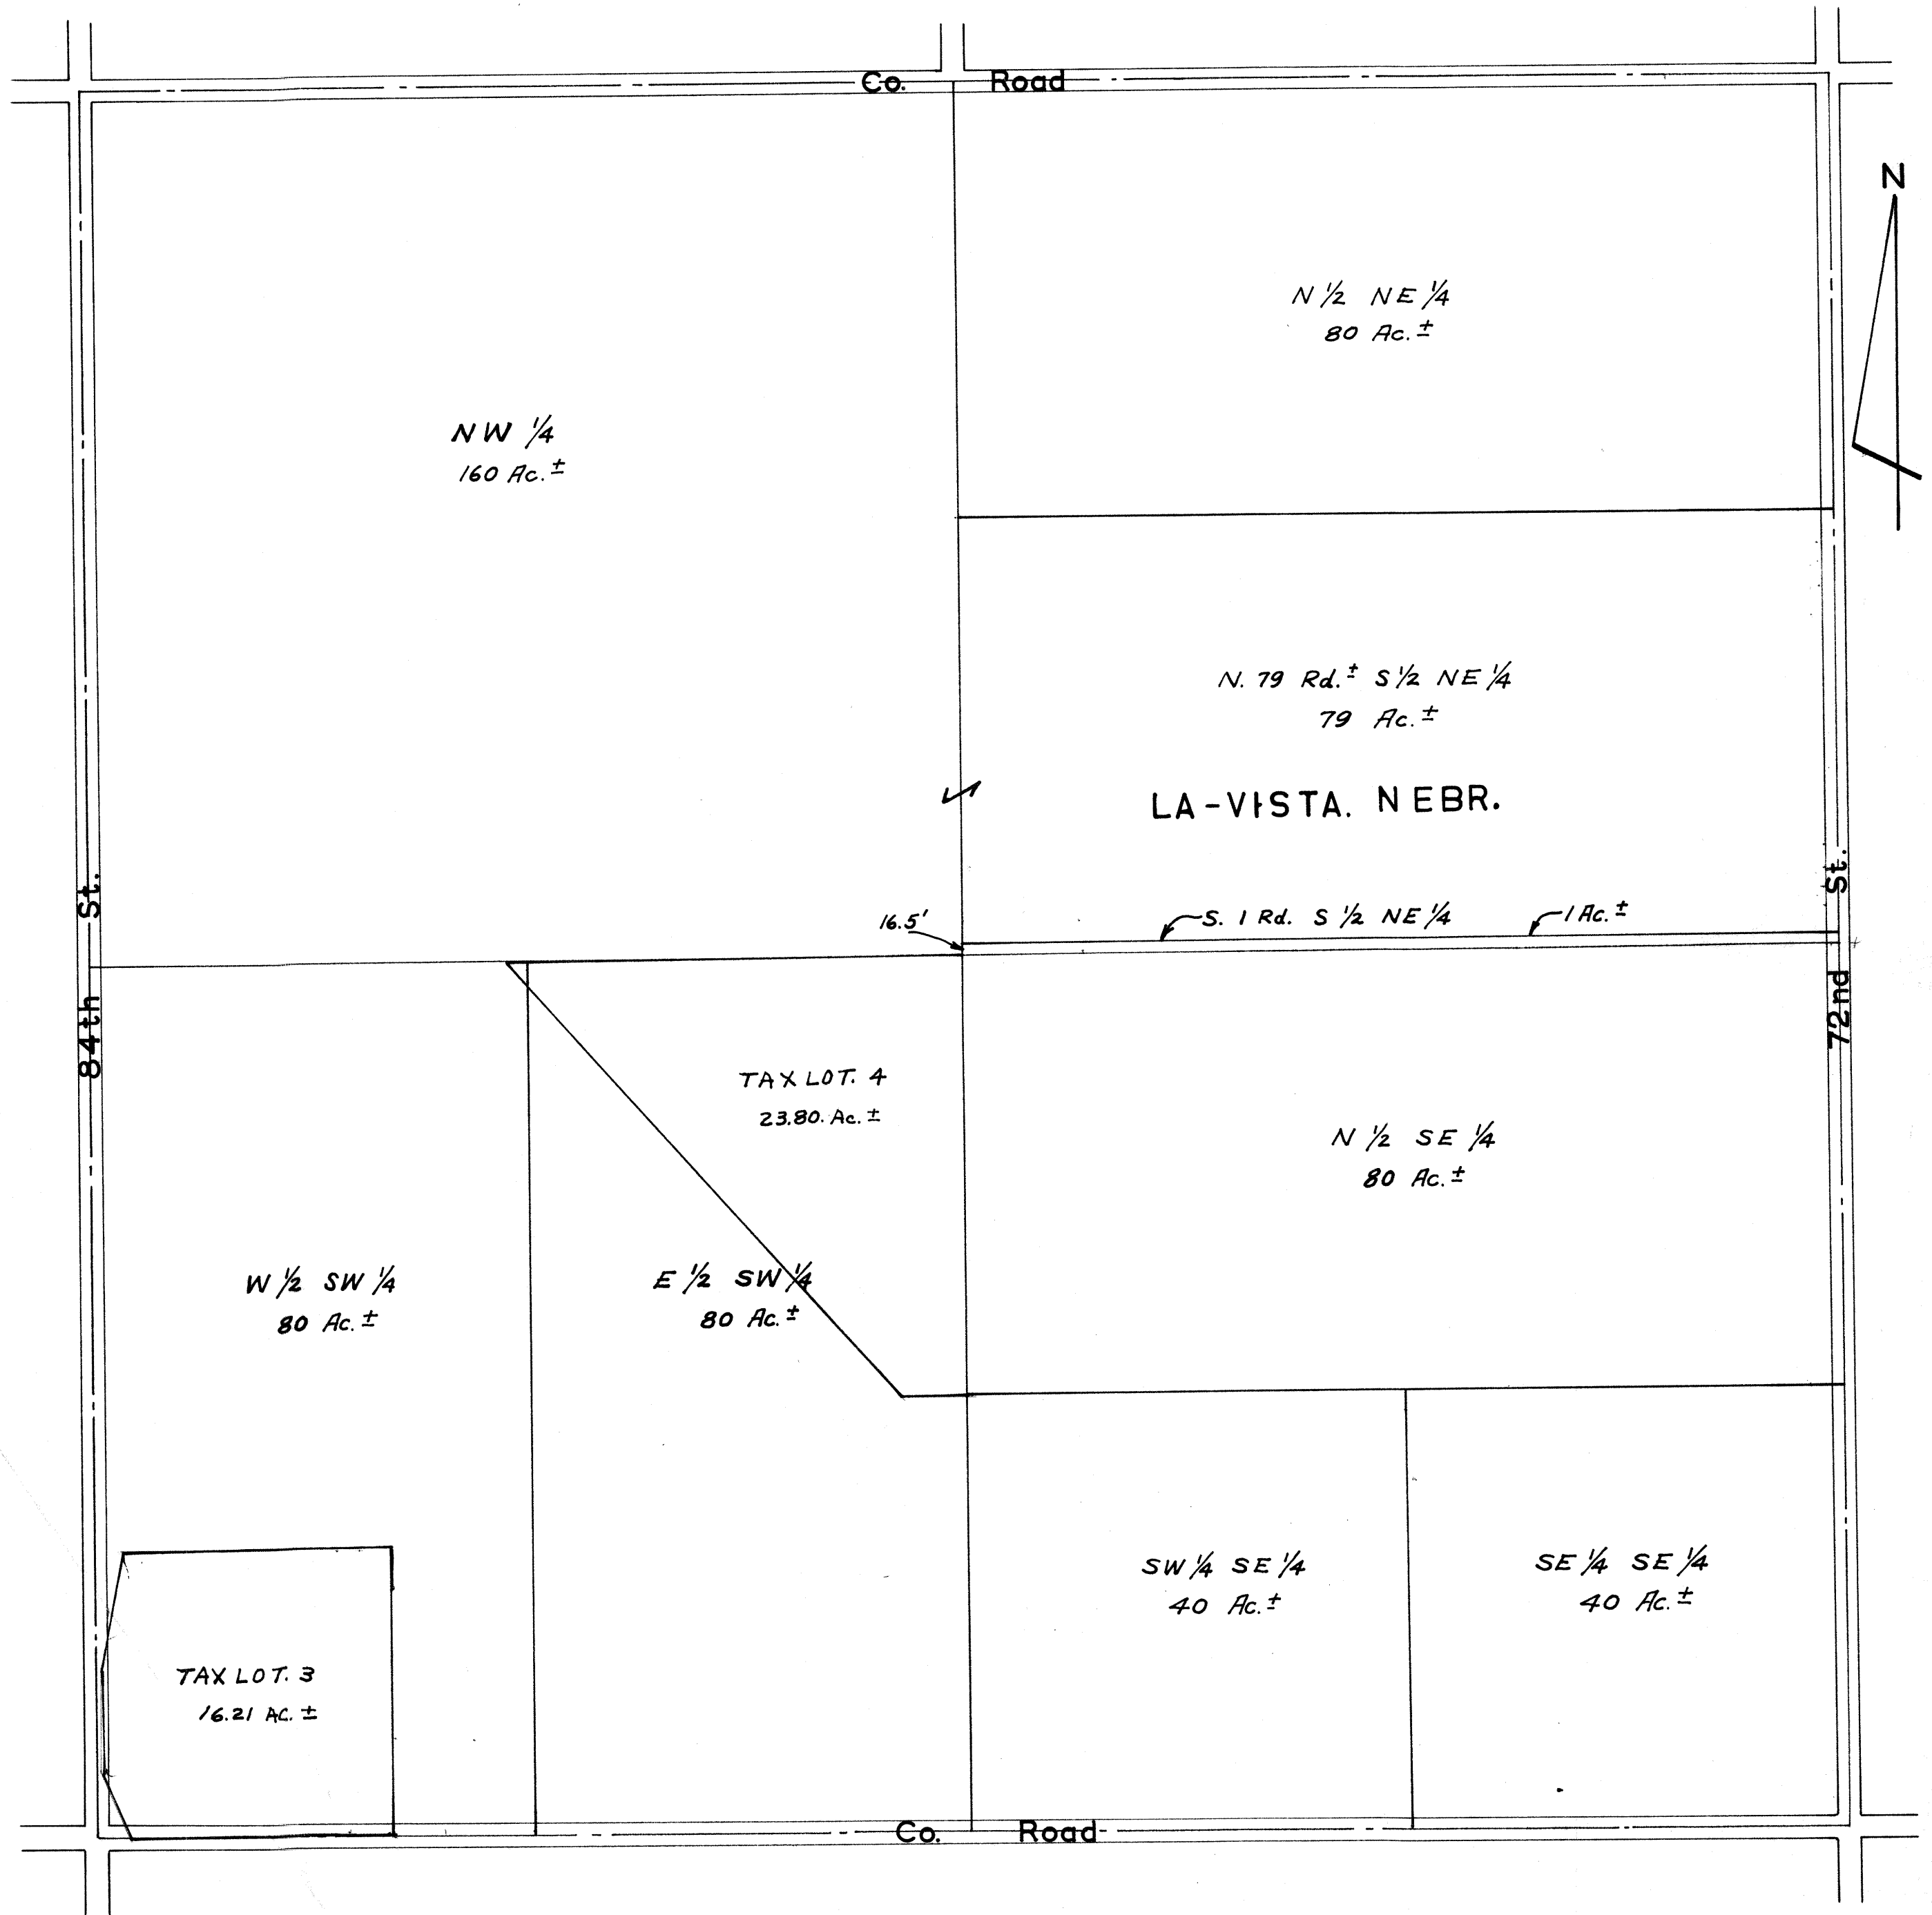 Co. Road
N
N 1/2 NE 1/4
80 Ac.±
NW 1/4
160 Ac.±
N. 79 Rd.± S 1/2 NE 1/4
79 Ac.±
LA-VISTA. NEBR.
84th St.
72nd St.
16.5'
S. 1 Rd. S 1/2 NE 1/4
1 Ac.±
TAX LOT. 4
23.80. Ac.±
N 1/2 SE 1/4
80 Ac.±
W 1/2 SW 1/4
80 Ac.±
E 1/2 SW 1/4
80 Ac.±
SW 1/4 SE 1/4
40 Ac.±
SE 1/4 SE 1/4
40 Ac.±
TAX LOT. 3
16.21 AC.±
Co. Road